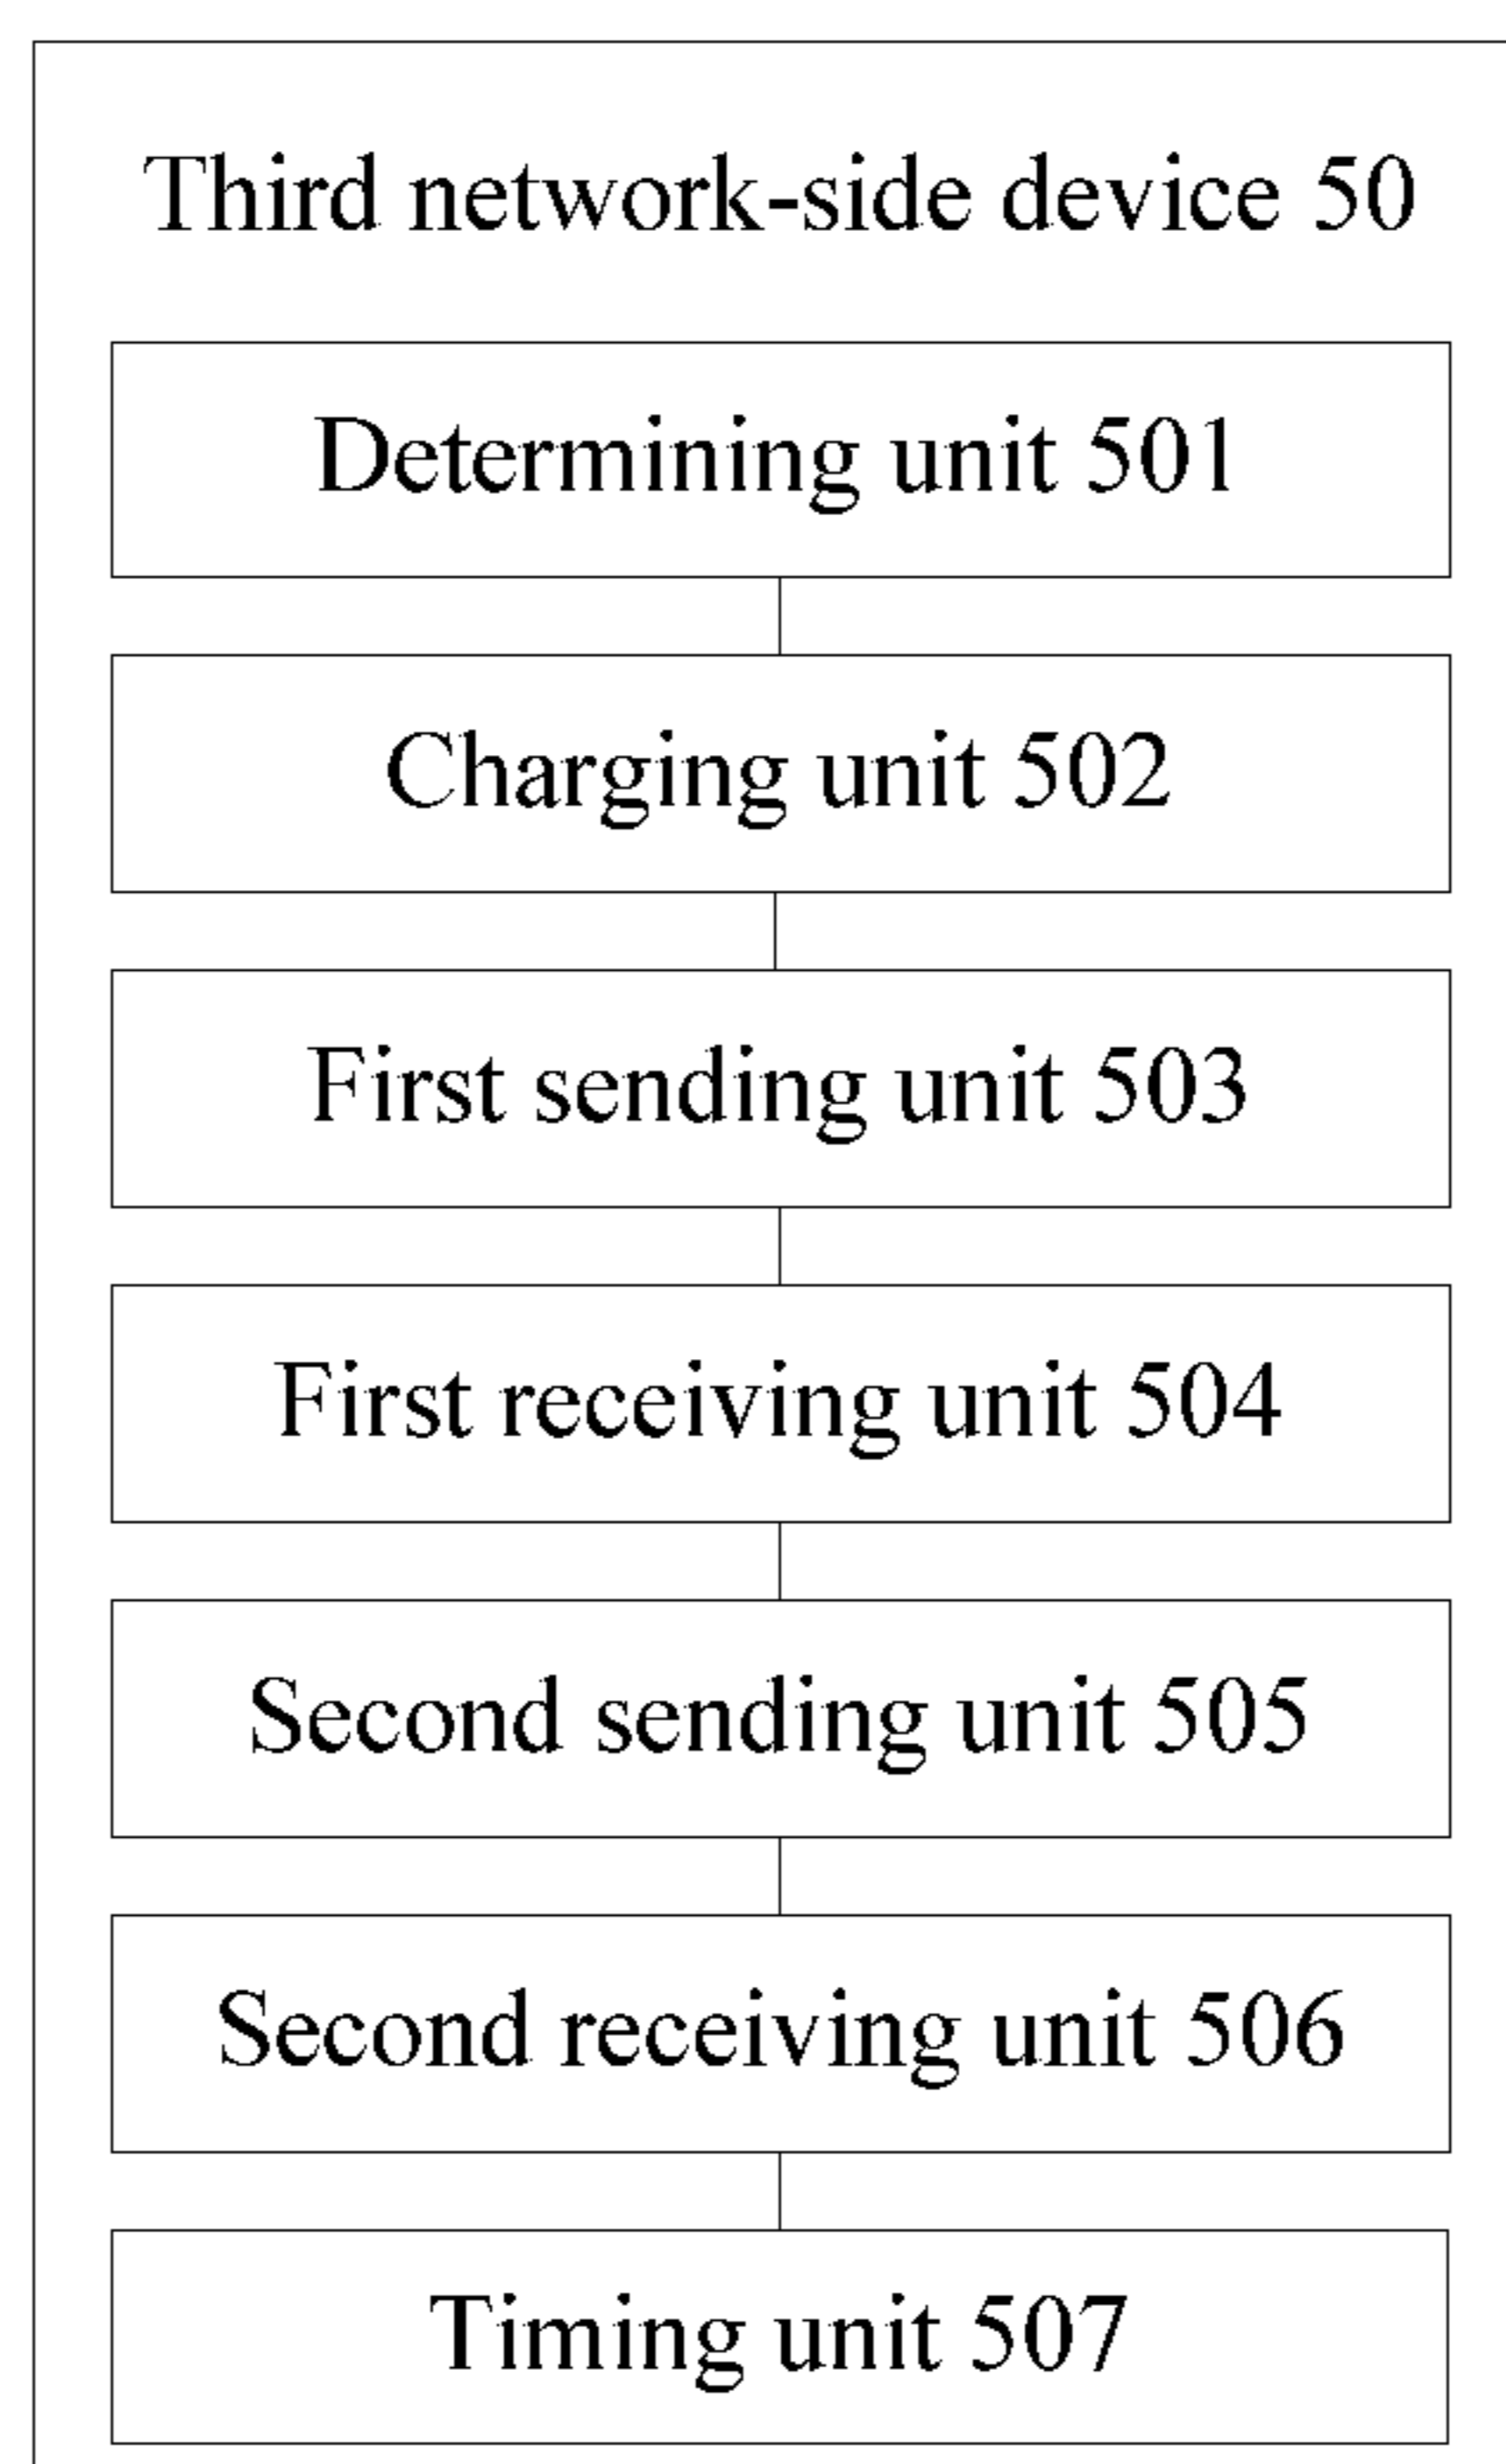 Third network-side device 50
Determining unit 501
Charging unit 502
First sending unit 503
First receiving unit 504
Second sending unit 505
Second receiving unit 506
Timing unit 507